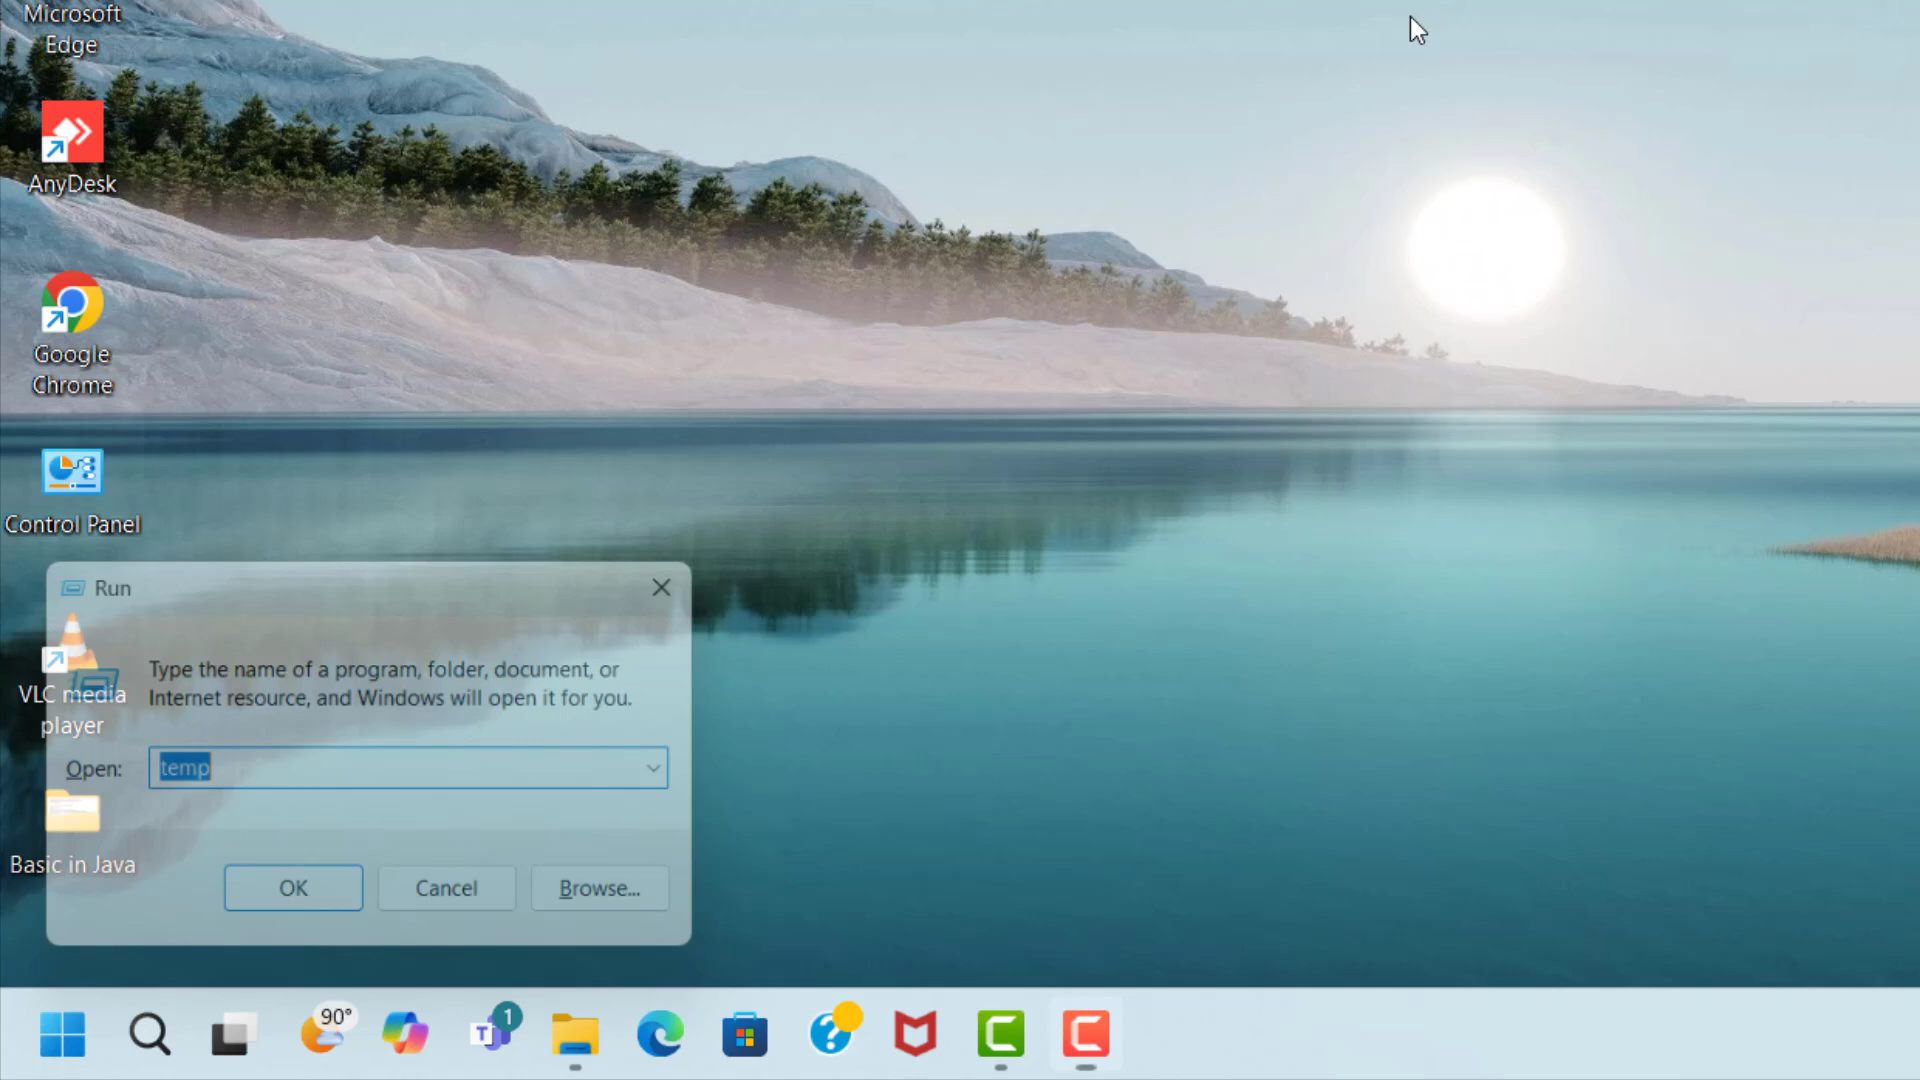 Microsoft
Edge
AnyDesk
Google
Chrome
Control Panel
Run
Type the name of a program, folder, document, or
Internet resource, and Windows will open it for you.
VLC media
player
Open:
temp
Basic in Java
OK
Cancel
Browse...
90°
T
1
?